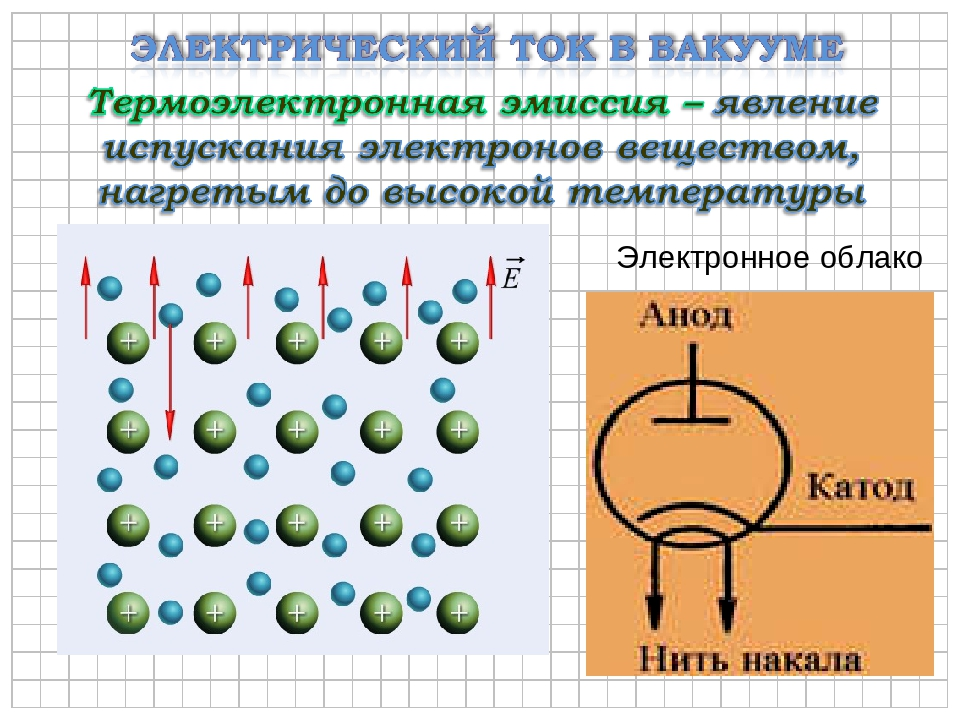 ЭЛЕКТРИЧЕСКИЙ ТОК В ВАКУУМЕ
Термоэлектронная эмиссия – явление
испускания электронов веществом,
нагретым до высокой температуры
Электронное облако
E
+ + + + +
+ + + + +
+ + + + +
+ + + + +
Анод
Катод
Нить накала